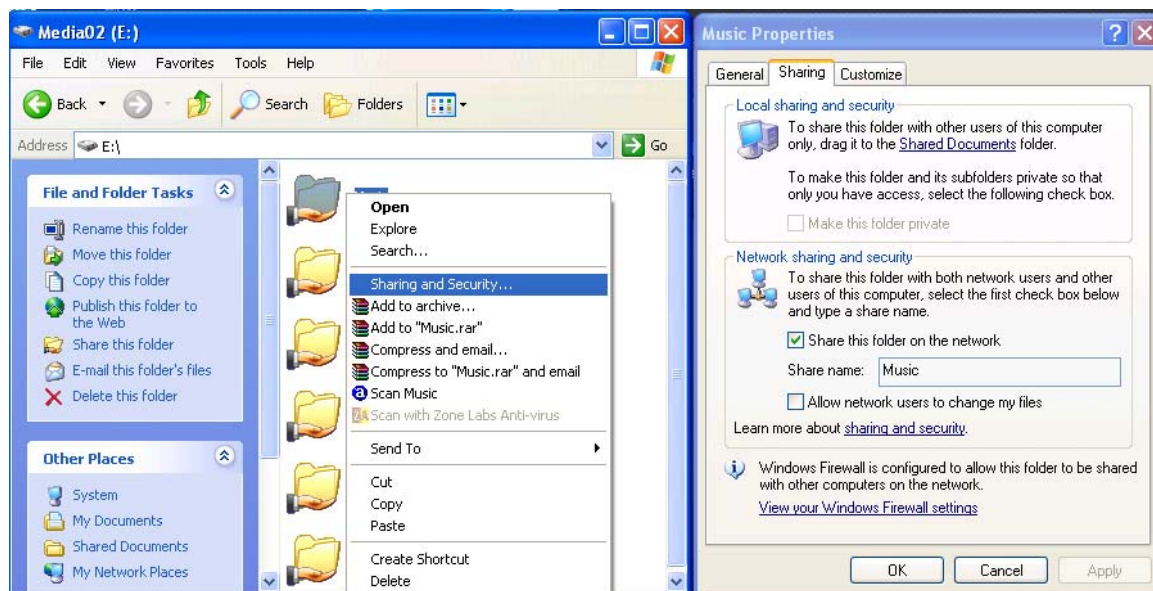 Media02 (E:)
File Edit View Favorites Tools Help
Back Search Folders
Address E:\ Go
File and Folder Tasks
Rename this folder
Move this folder
Copy this folder
Publish this folder to
the Web
Share this folder
E-mail this folder's files
Delete this folder
Other Places
System
My Documents
Shared Documents
My Network Places
Open
Explore
Search...
Sharing and Security...
Add to archive...
Add to "Music.rar"
Compress and email...
Compress to "Music.rar" and email
Scan Music
Scan with Zone Labs Anti-virus
Send To
Cut
Copy
Paste
Create Shortcut
Delete
Music Properties
General Sharing Customize
Local sharing and security
To share this folder with other users of this computer
only, drag it to the Shared Documents folder.
To make this folder and its subfolders private so that
only you have access, select the following check box.
Make this folder private
Network sharing and security
To share this folder with both network users and other
users of this computer, select the first check box below
and type a share name.
Share this folder on the network
Share name: Music
Allow network users to change my files
Learn more about sharing and security.
Windows Firewall is configured to allow this folder to be shared
with other computers on the network.
View your Windows Firewall settings
OK Cancel Apply